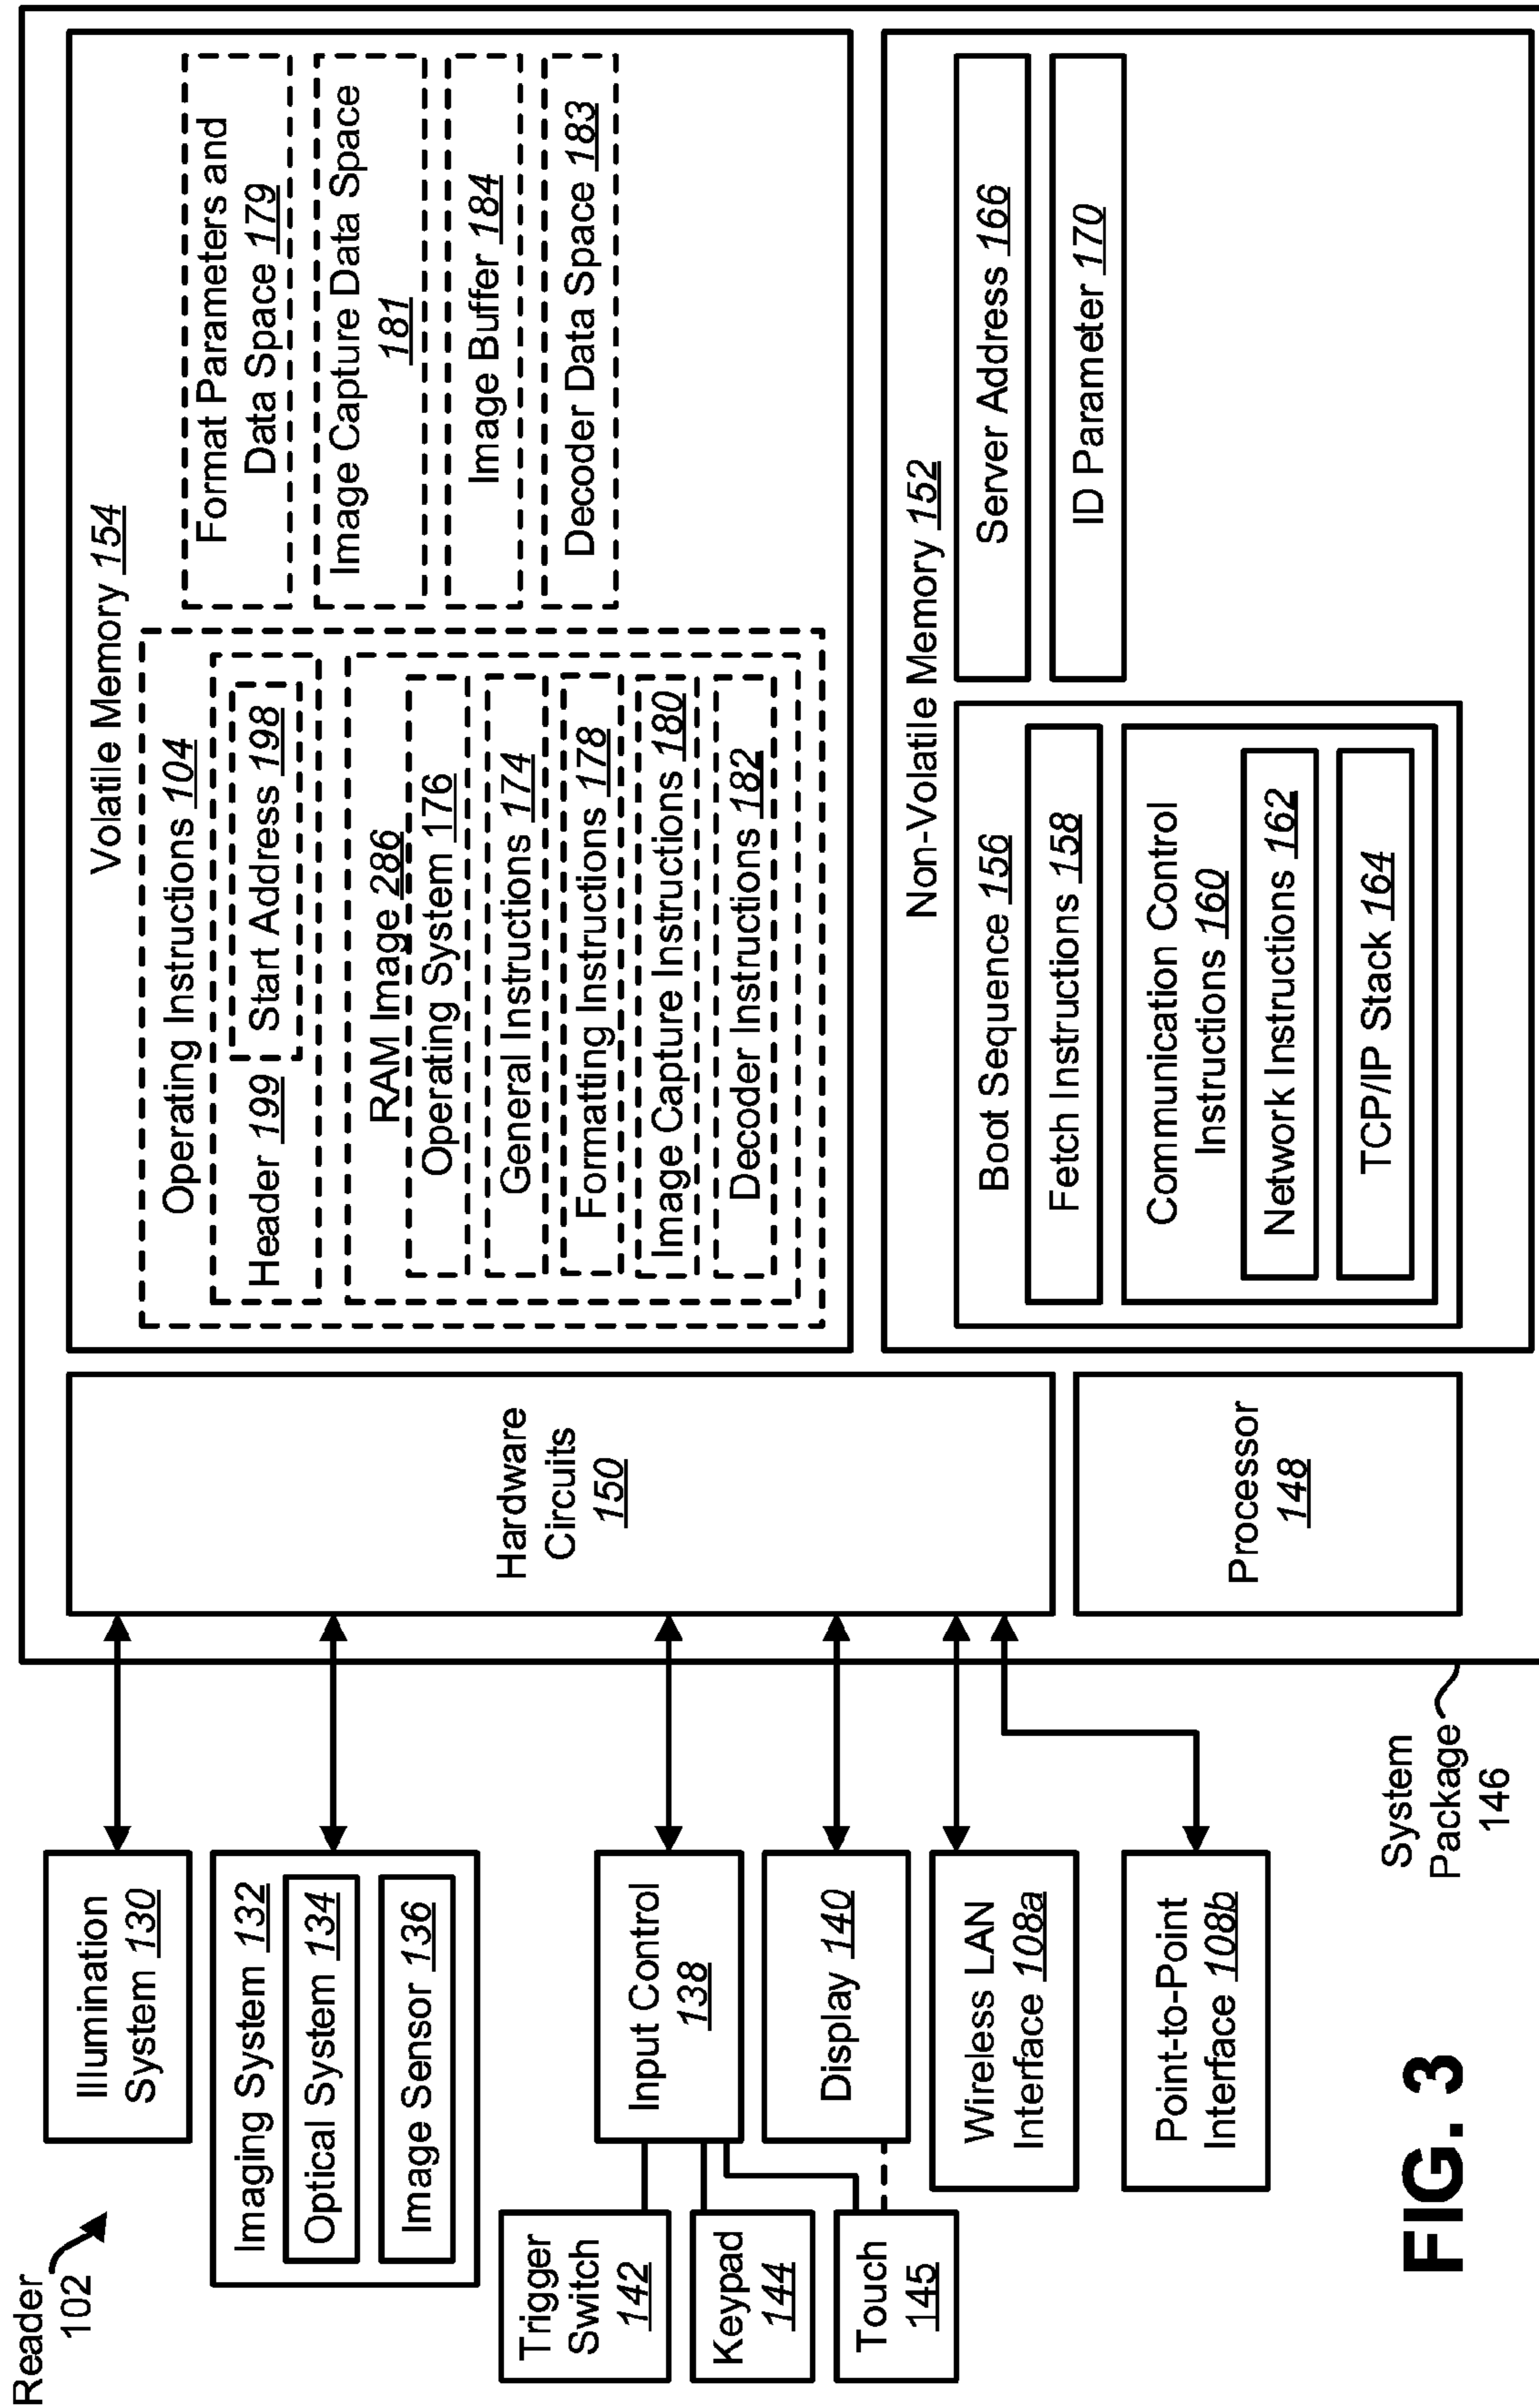 Reader
102
Illumination
System 130
Imaging System 132
Optical System 134
Image Sensor 136
Trigger
Switch
142
Keypad
144
Touch
145
Input Control
138
Display 140
Wireless LAN
Interface 108a
Point-to-Point
Interface 108b
System
Package
146
Hardware
Circuits
150
Processor
148
Volatile Memory 154
Operating Instructions 104
Header 199
Start Address 198
RAM Image 286
Operating System 176
General Instructions 174
Formatting Instructions 178
Image Capture Instructions 180
Decoder Instructions 182
Format Parameters and
Data Space 179
Image Capture Data Space
181
Image Buffer 184
Decoder Data Space 183
Non-Volatile Memory 152
Boot Sequence 156
Fetch Instructions 158
Communication Control
Instructions 160
Network Instructions 162
TCP/IP Stack 164
Server Address 166
ID Parameter 170
FIG. 3